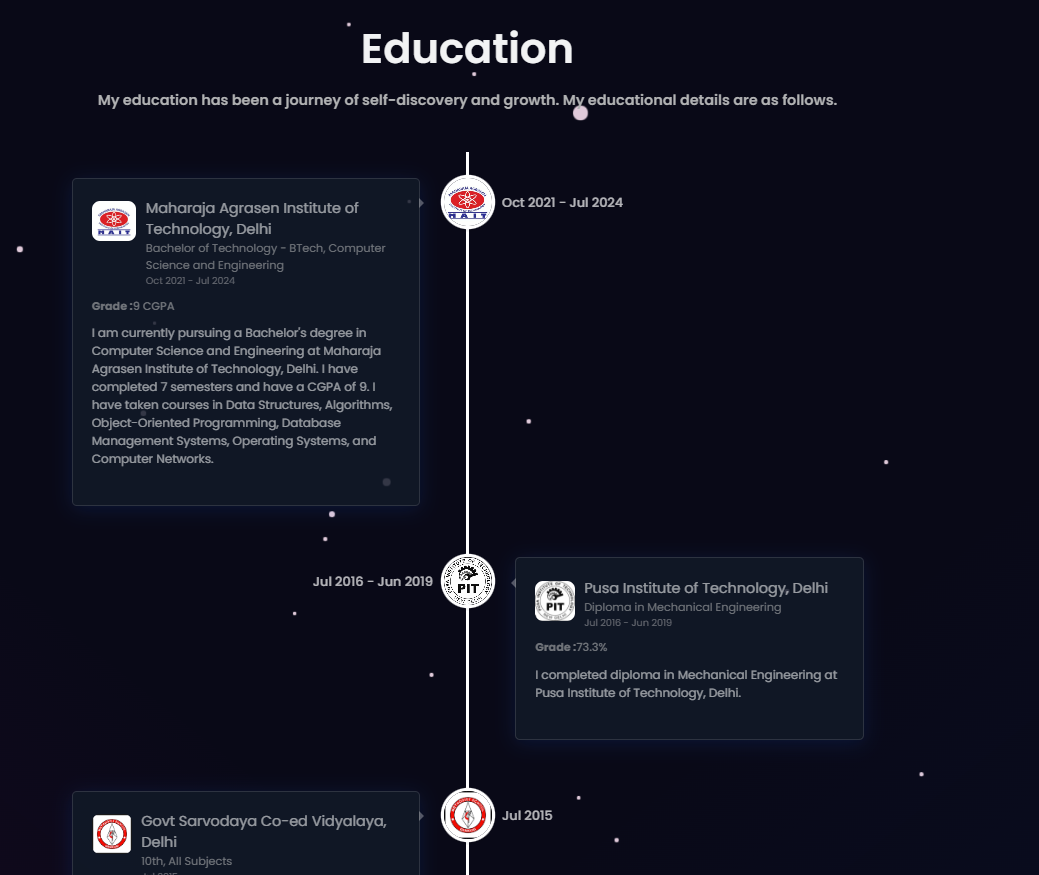 Education
My education has been a journey of self-discovery and growth. My educational details are as follows.
Maharaja Agrasen Institute of
Technology, Delhi
Bachelor of Technology - BTech, Computer
Science and Engineering
Oct 2021 - Jul 2024
Grade :9 CGPA
I am currently pursuing a Bachelor's degree in
Computer Science and Engineering at Maharaja
Agrasen Institute of Technology, Delhi. I have
completed 7 semesters and have a CGPA of 9. I
have taken courses in Data Structures, Algorithms,
Object-Oriented Programming, Database
Management Systems, Operating Systems, and
Computer Networks.
MAIT
Oct 2021 - Jul 2024
Jul 2016 - Jun 2019
PIT
PIT
Pusa Institute of Technology, Delhi
Diploma in Mechanical Engineering
Jul 2016 - Jun 2019
Grade :73.3%
I completed diploma in Mechanical Engineering at
Pusa Institute of Technology, Delhi.
Govt Sarvodaya Co-ed Vidyalaya,
Delhi
10th, All Subjects
Jul 2015